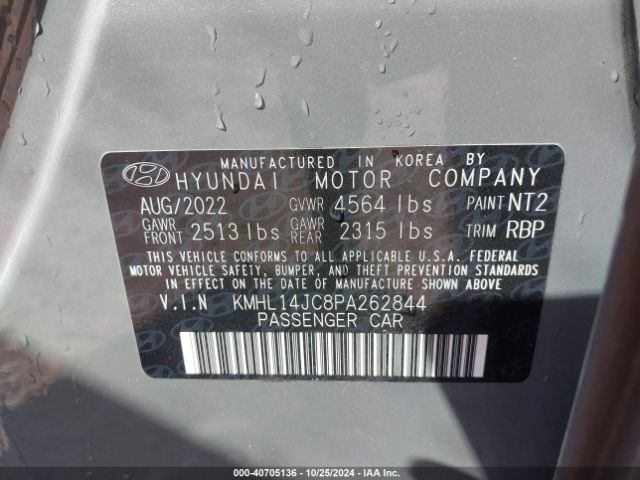 MANUFACTURED IN KOREA BY
HYUNDAI MOTOR COMPANY
AUG/2022 GVWR 4564 lbs PAINT NT2
GAWR FRONT 2513 lbs GAWR REAR 2315 lbs TRIM RBP
THIS VEHICLE CONFORMS TO ALL APPLICABLE U.S.A. FEDERAL
MOTOR VEHICLE SAFETY, BUMPER, AND THEFT PREVENTION STANDARDS
IN EFFECT ON THE DATE OF MANUFACTURE SHOWN ABOVE
V.I.N KMHL14JC8PA262844
PASSENGER CAR
000-40705136 - 10/25/2024 - IAA Inc.